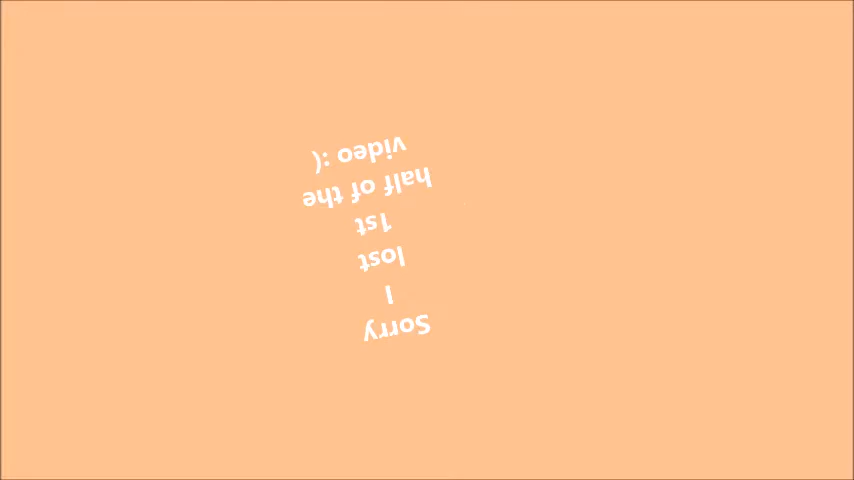 Sorry
I
lost
1st
half of the
video :(